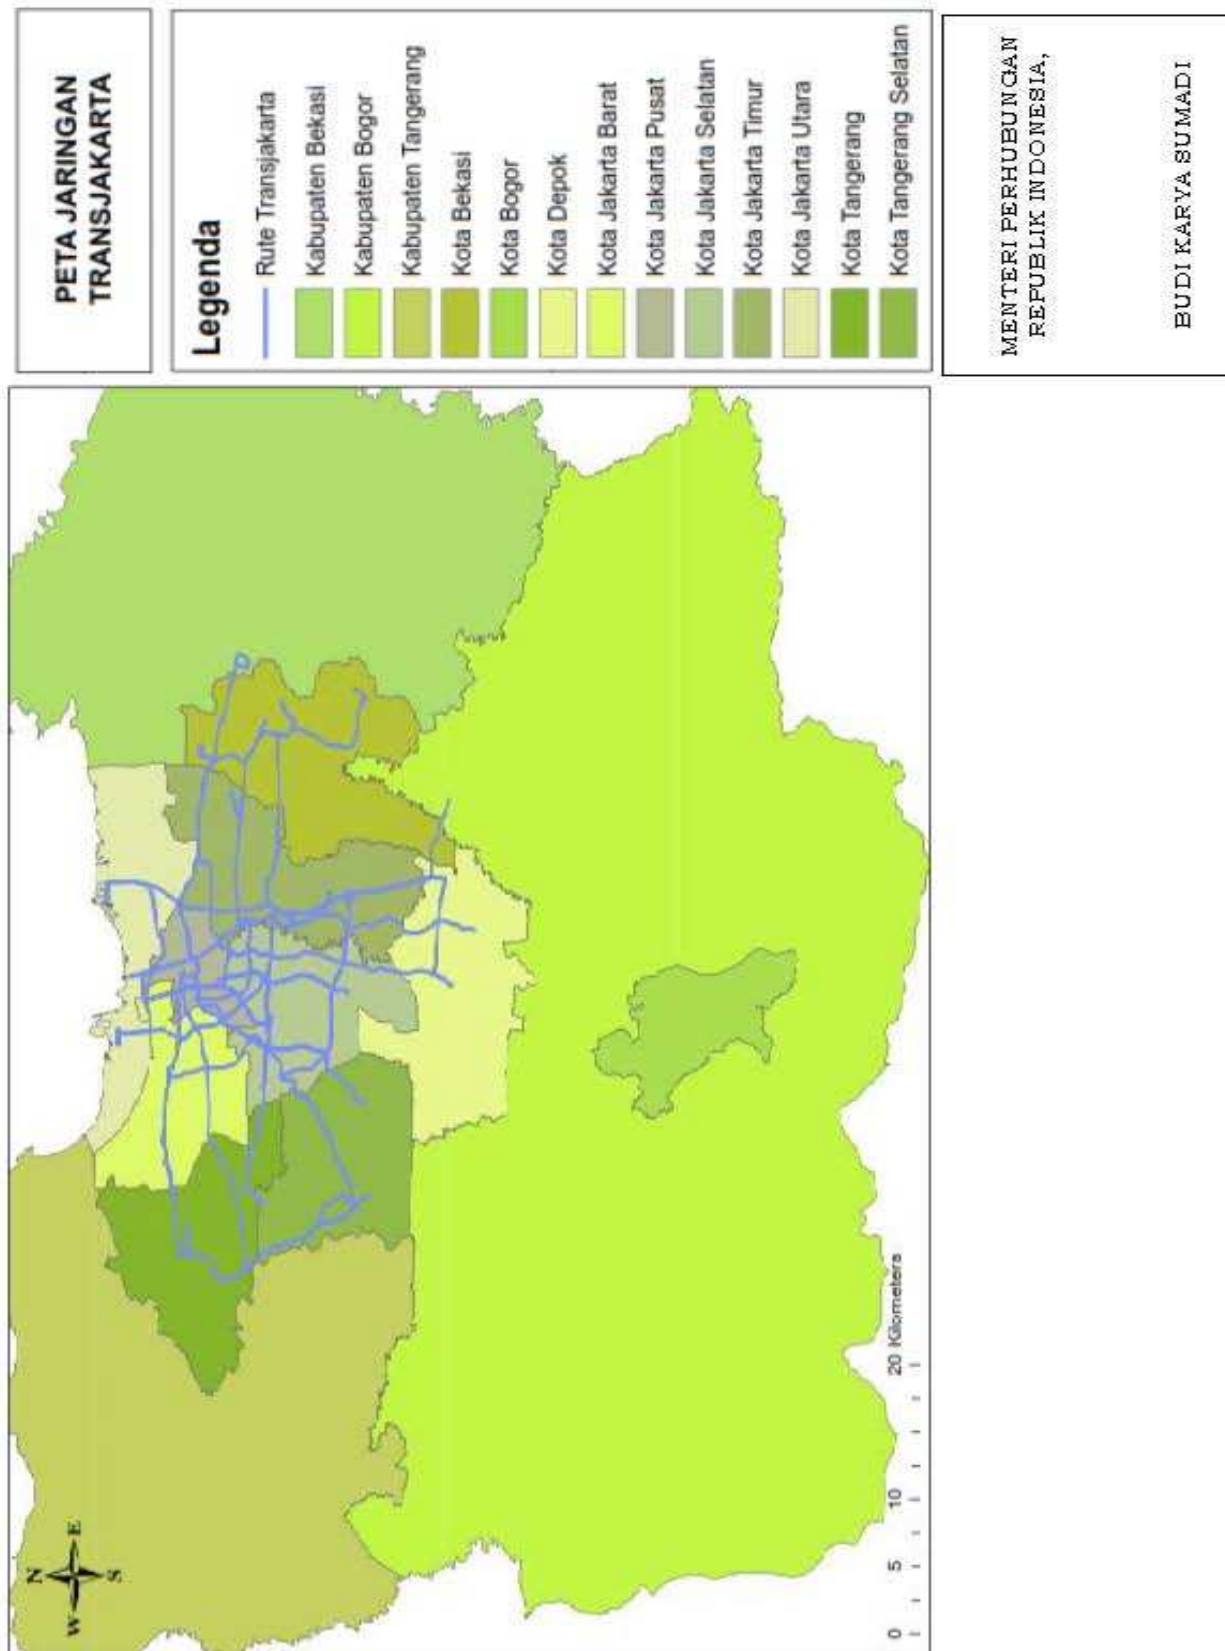 PETA JARINGAN
TRANSJAKARTA
Legenda
Rute Transjakarta
Kabupaten Bekasi
Kabupaten Bogor
Kabupaten Tangerang
Kota Bekasi
Kota Bogor
Kota Depok
Kota Jakarta Barat
Kota Jakarta Pusat
Kota Jakarta Selatan
Kota Jakarta Timur
Kota Jakarta Utara
Kota Tangerang
Kota Tangerang Selatan
N
W E
S
0 5 10 20 Kilometers
MENTERI PERHUBUNGAN
REPUBLIK INDONESIA,
BUDI KARYA SUMADI